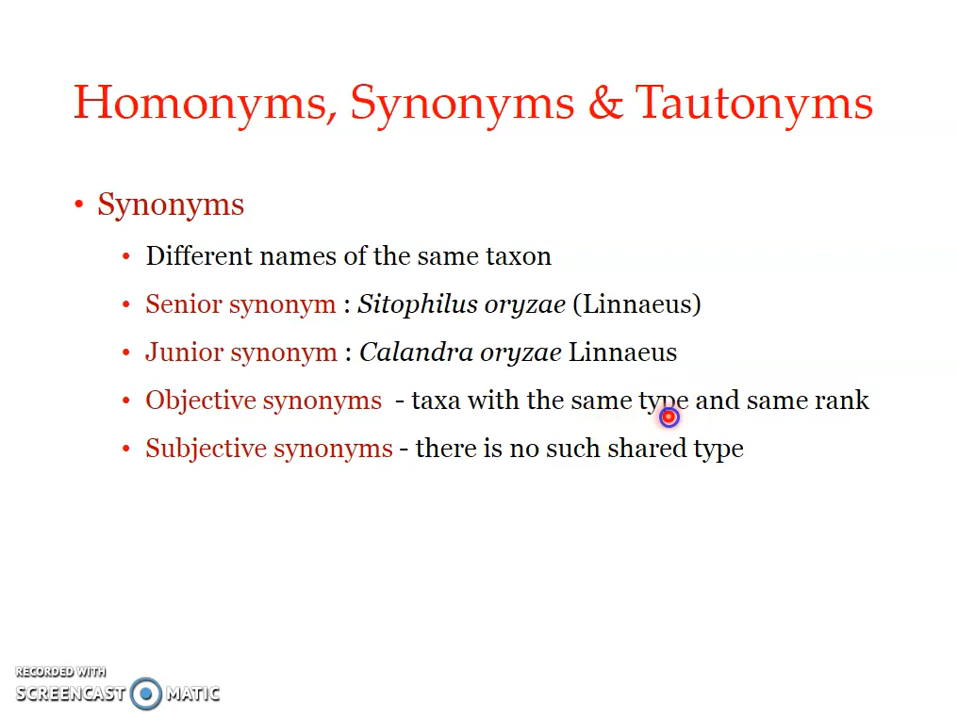 Homonyms, Synonyms & Tautonyms
• Synonyms
• Different names of the same taxon
• Senior synonym : Sitophilus oryzae (Linnaeus)
• Junior synonym : Calandra oryzae Linnaeus
• Objective synonyms - taxa with the same type and same rank
• Subjective synonyms - there is no such shared type
RECORDED WITH
SCREENCAST MATIC